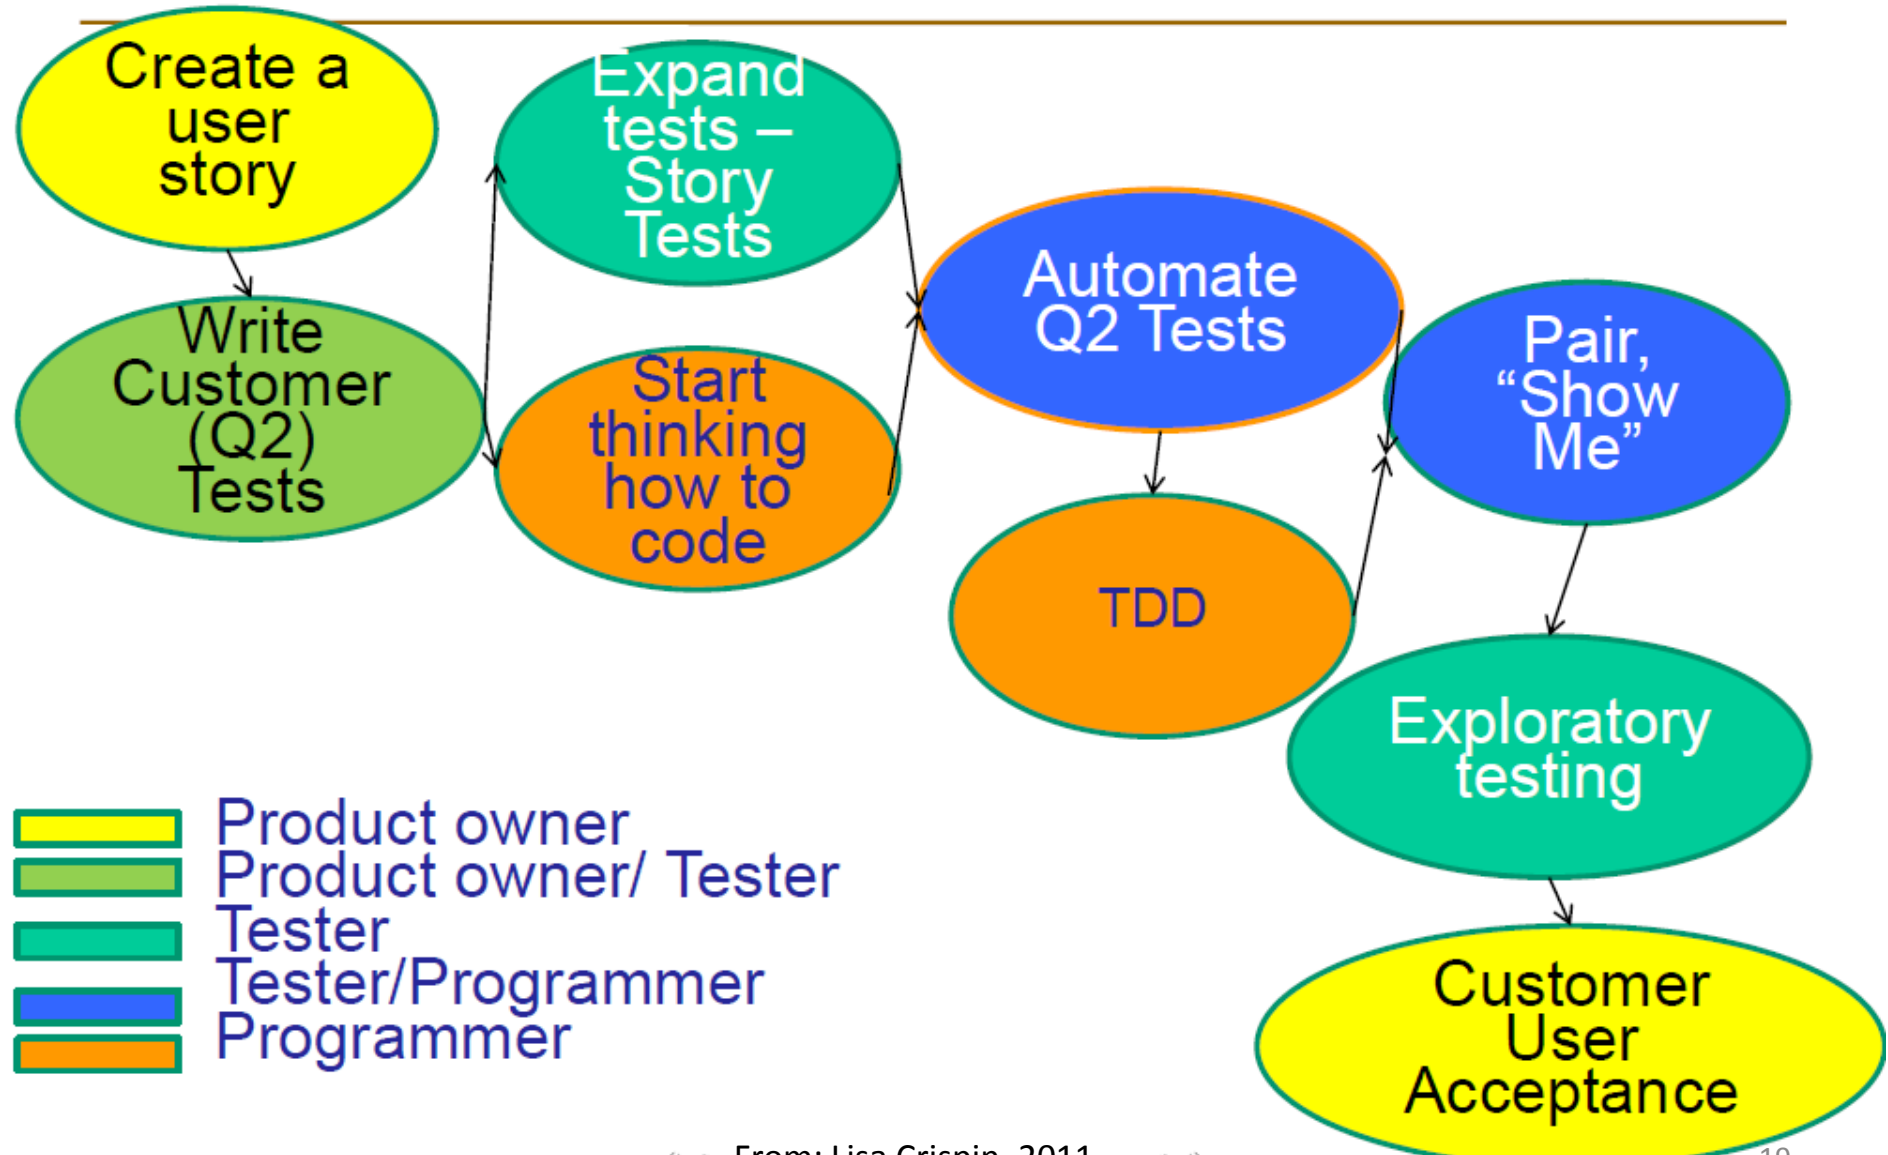 Create a
user
story
Write
Customer
(Q2)
Tests
Expand
tests –
Story
Tests
Start
thinking
how to
code
Automate
Q2 Tests
TDD
Pair,
“Show
Me”
Exploratory
testing
Customer
User
Acceptance
Product owner
Product owner/ Tester
Tester
Tester/Programmer
Programmer
From: Lisa Crispin, 2011